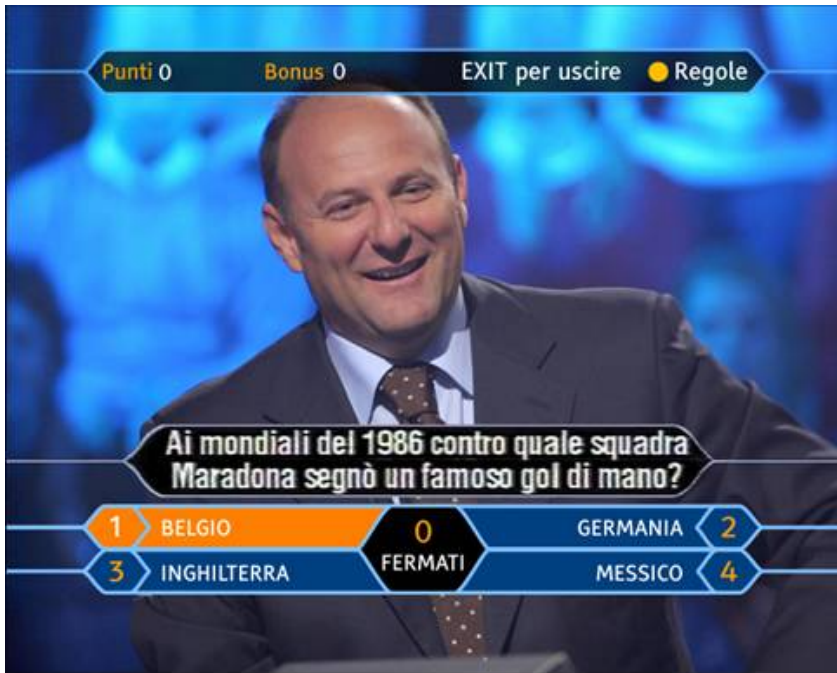 Punti 0 Bonus 0 EXIT per uscire Regole
Ai mondiali del 1986 contro quale squadra
Maradona segnò un famoso gol di mano?
1 BELGIO 0 GERMANIA 2
FERMATI
3 INGHILTERRA MESSICO 4